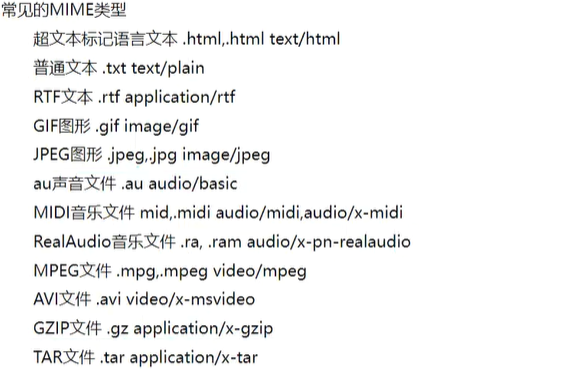 常见的MIME类型
超文本标记语言文本 .html,.html text/html
普通文本 .txt text/plain
RTF文本 .rtf application/rtf
GIF图形 .gif image/gif
JPEG图形 .jpeg,.jpg image/jpeg
au声音文件 .au audio/basic
MIDI音乐文件 mid,.midi audio/midi,audio/x-midi
RealAudio音乐文件 .ra, .ram audio/x-pn-realaudio
MPEG文件 .mpg,.mpeg video/mpeg
AVI文件 .avi video/x-msvideo
GZIP文件 .gz application/x-gzip
TAR文件 .tar application/x-tar